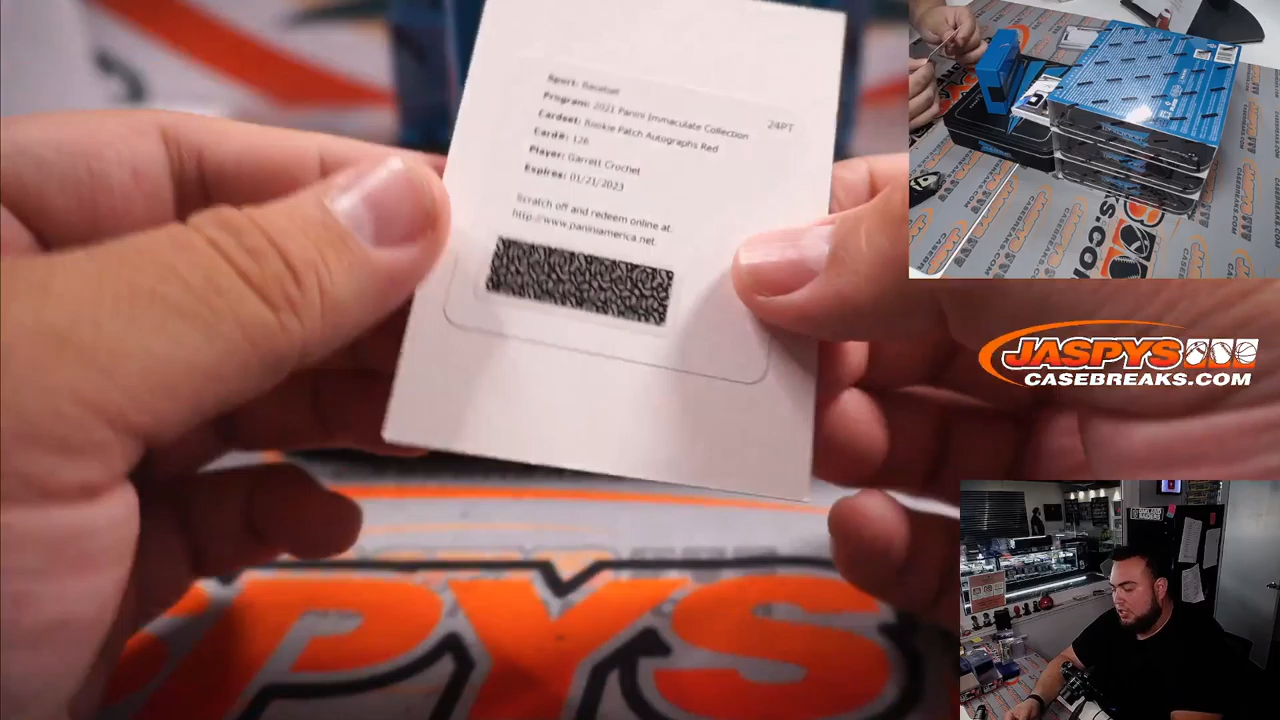 Sport: Baseball
Program: 2021 Panini Immaculate Collection
24PT
Cardset: Rookie Patch Autographs Red
Card#: 126
Player: Garrett Crochet
Expires: 01/21/2023
Scratch off and redeem online at:
http://www.paniniamerica.net
JASPYS
CASEBREAKS.COM
PYS